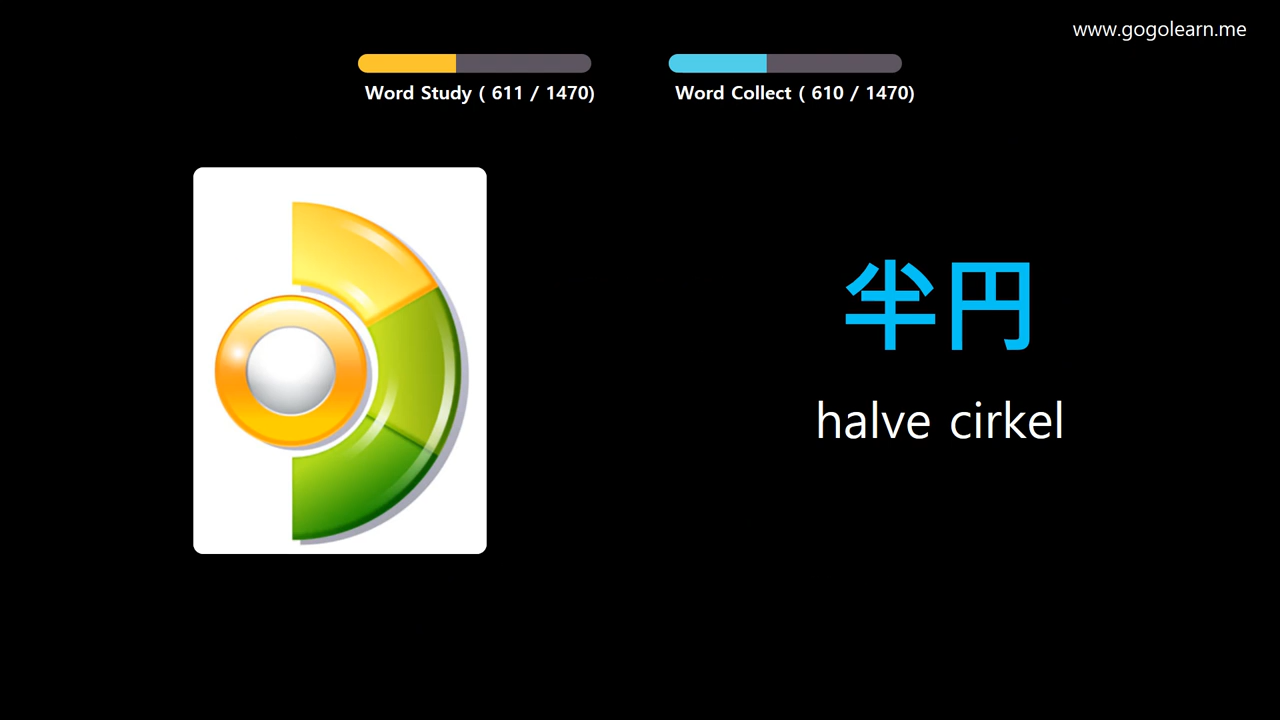 www.gogolearn.me
Word Study ( 611 / 1470)
Word Collect ( 610 / 1470)
半円
halve cirkel